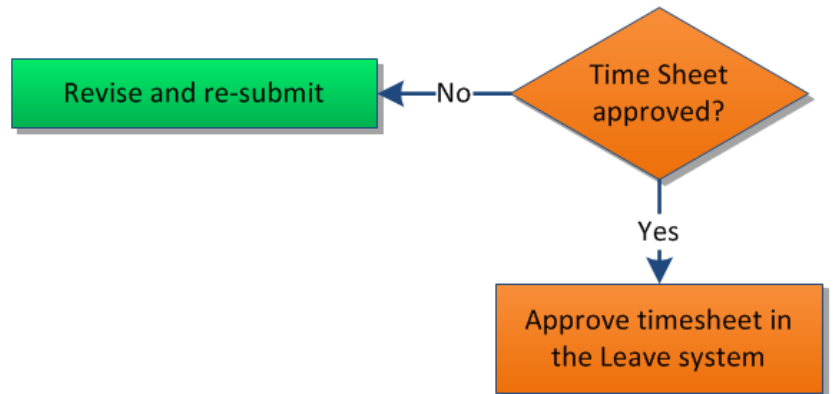 Time Sheet
approved?
No
Revise and re-submit
Yes
Approve timesheet in
the Leave system